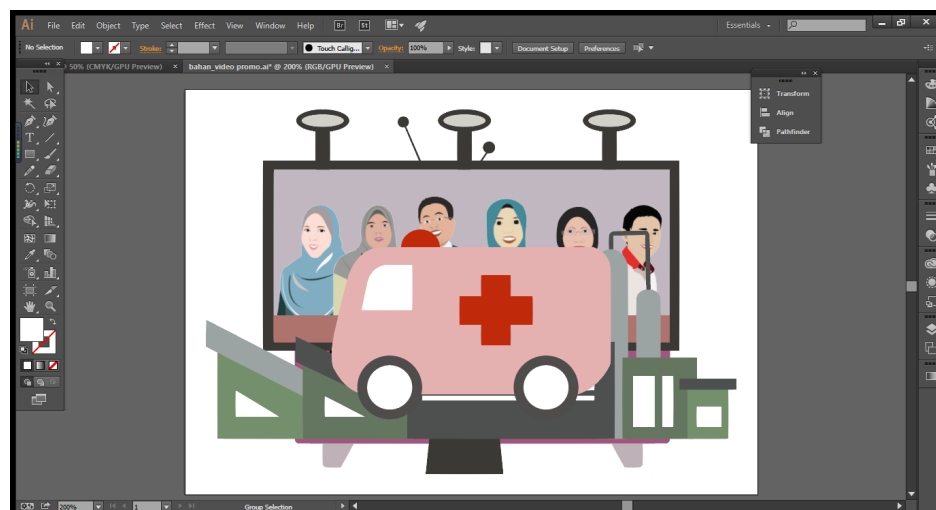 Ai File Edit Object Type Select Effect View Window Help Br St Essentials
No Selection Stroke: Touch Callig... Opacity: 100% Style: Document Setup Preferences
50% (CMYK/GPU Preview) × bahan_video promo.ai* @ 200% (RGB/GPU Preview) ×
Transform
Align
Pathfinder
200% 1 Group Selection